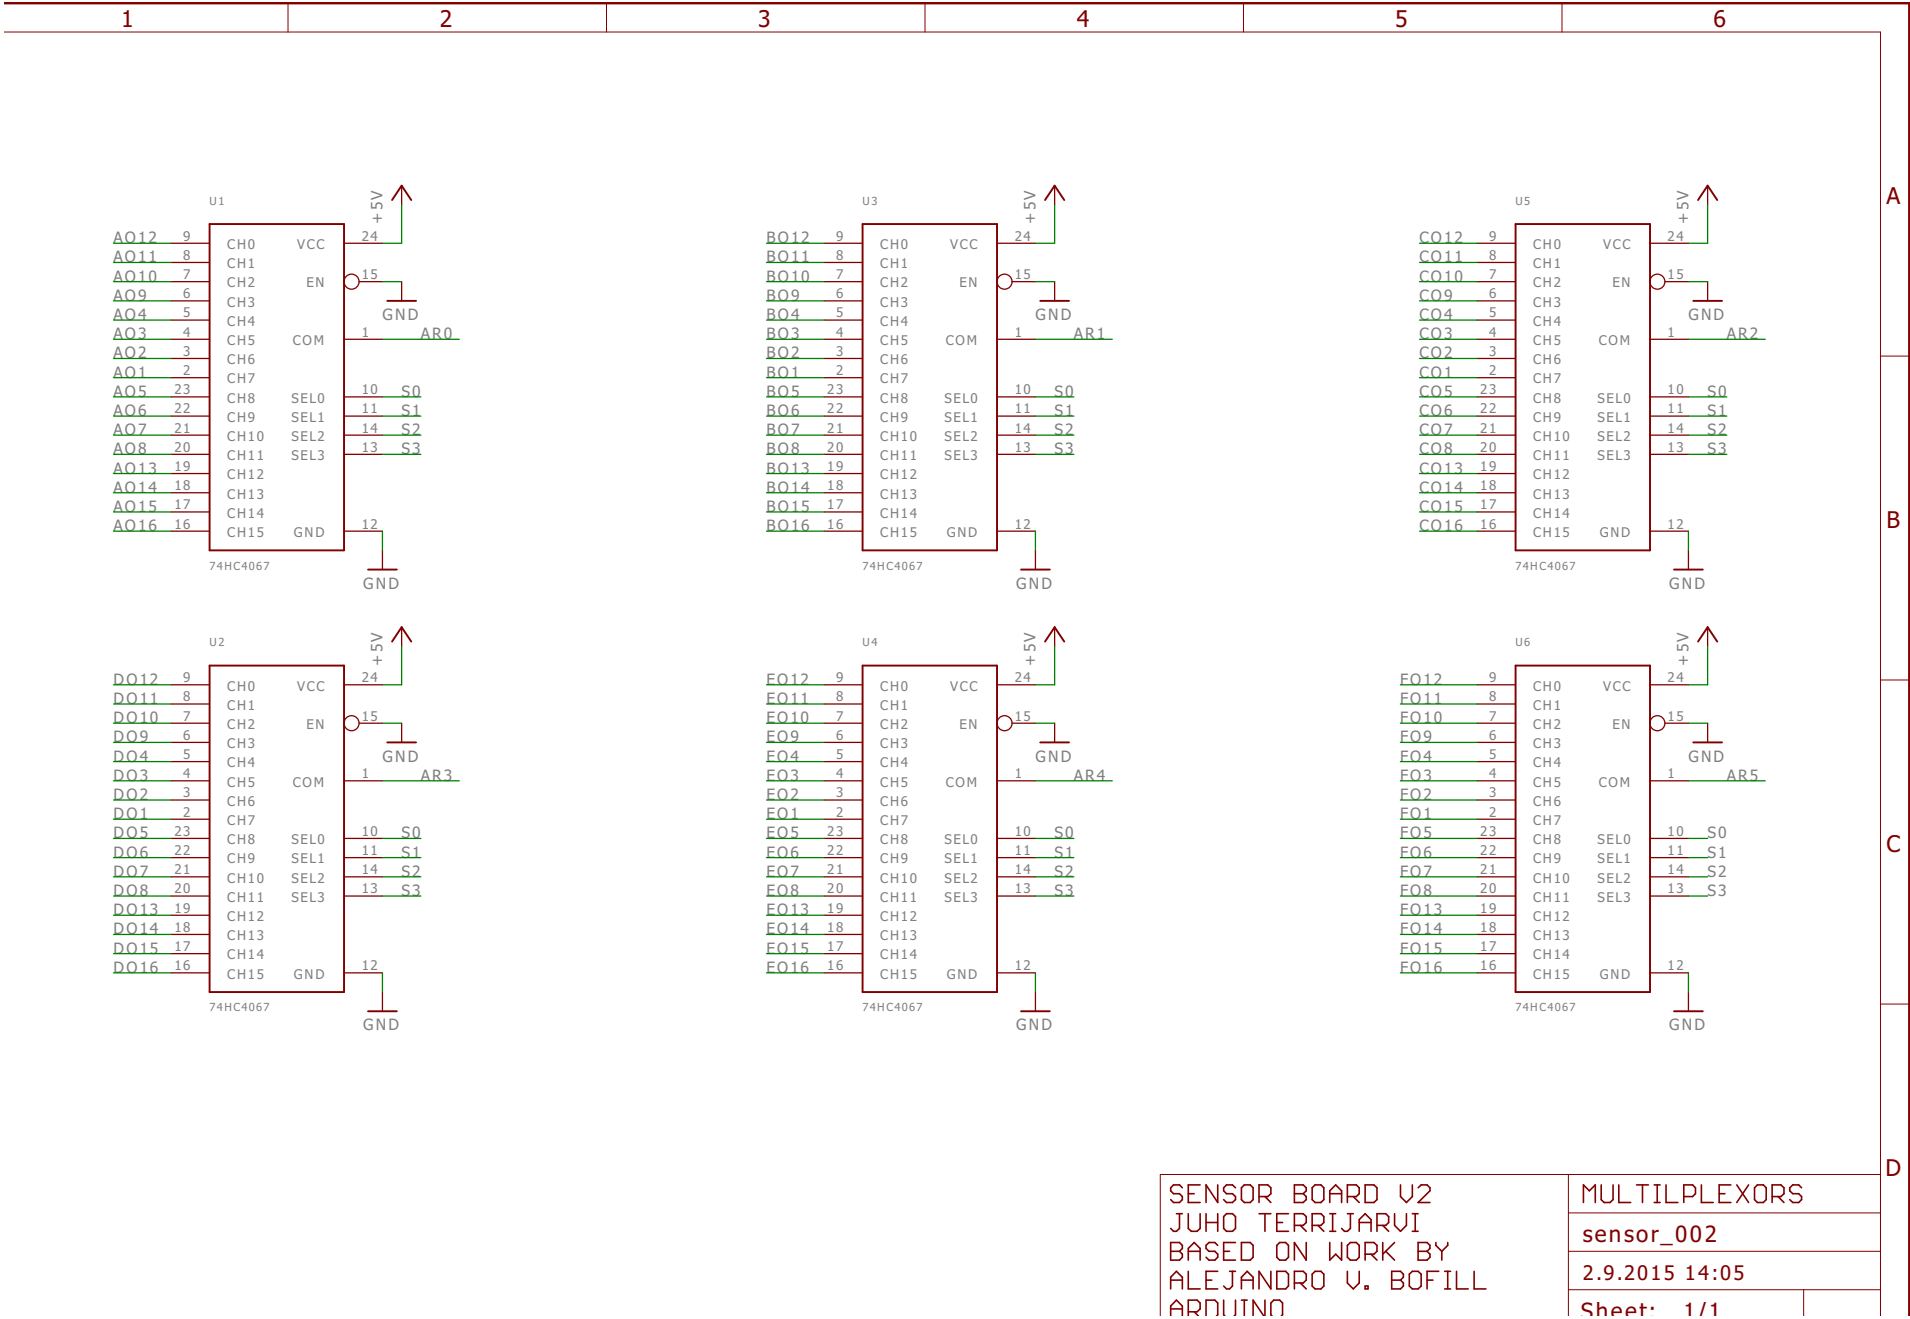 1 2 3 4 5 6
A
B
C
D
U1
+5V
AO12 9 CH0 VCC 24
AO11 8 CH1
AO10 7 CH2 EN 15
AO9 6 CH3
GND
AO4 5 CH4
AO3 4 CH5 COM 1 AR0
AO2 3 CH6
AO1 2 CH7
AO5 23 CH8 SEL0 10 S0
AO6 22 CH9 SEL1 11 S1
AO7 21 CH10 SEL2 14 S2
AO8 20 CH11 SEL3 13 S3
AO13 19 CH12
AO14 18 CH13
AO15 17 CH14
AO16 16 CH15 GND 12
74HC4067
GND
U3
+5V
BO12 9 CH0 VCC 24
BO11 8 CH1
BO10 7 CH2 EN 15
BO9 6 CH3
GND
BO4 5 CH4
BO3 4 CH5 COM 1 AR1
BO2 3 CH6
BO1 2 CH7
BO5 23 CH8 SEL0 10 S0
BO6 22 CH9 SEL1 11 S1
BO7 21 CH10 SEL2 14 S2
BO8 20 CH11 SEL3 13 S3
BO13 19 CH12
BO14 18 CH13
BO15 17 CH14
BO16 16 CH15 GND 12
74HC4067
GND
U5
+5V
CO12 9 CH0 VCC 24
CO11 8 CH1
CO10 7 CH2 EN 15
CO9 6 CH3
GND
CO4 5 CH4
CO3 4 CH5 COM 1 AR2
CO2 3 CH6
CO1 2 CH7
CO5 23 CH8 SEL0 10 S0
CO6 22 CH9 SEL1 11 S1
CO7 21 CH10 SEL2 14 S2
CO8 20 CH11 SEL3 13 S3
CO13 19 CH12
CO14 18 CH13
CO15 17 CH14
CO16 16 CH15 GND 12
74HC4067
GND
U2
+5V
DO12 9 CH0 VCC 24
DO11 8 CH1
DO10 7 CH2 EN 15
DO9 6 CH3
GND
DO4 5 CH4
DO3 4 CH5 COM 1 AR3
DO2 3 CH6
DO1 2 CH7
DO5 23 CH8 SEL0 10 S0
DO6 22 CH9 SEL1 11 S1
DO7 21 CH10 SEL2 14 S2
DO8 20 CH11 SEL3 13 S3
DO13 19 CH12
DO14 18 CH13
DO15 17 CH14
DO16 16 CH15 GND 12
74HC4067
GND
U4
+5V
EO12 9 CH0 VCC 24
EO11 8 CH1
EO10 7 CH2 EN 15
EO9 6 CH3
GND
EO4 5 CH4
EO3 4 CH5 COM 1 AR4
EO2 3 CH6
EO1 2 CH7
EO5 23 CH8 SEL0 10 S0
EO6 22 CH9 SEL1 11 S1
EO7 21 CH10 SEL2 14 S2
EO8 20 CH11 SEL3 13 S3
EO13 19 CH12
EO14 18 CH13
EO15 17 CH14
EO16 16 CH15 GND 12
74HC4067
GND
U6
+5V
FO12 9 CH0 VCC 24
FO11 8 CH1
FO10 7 CH2 EN 15
FO9 6 CH3
GND
FO4 5 CH4
FO3 4 CH5 COM 1 AR5
FO2 3 CH6
FO1 2 CH7
FO5 23 CH8 SEL0 10 S0
FO6 22 CH9 SEL1 11 S1
FO7 21 CH10 SEL2 14 S2
FO8 20 CH11 SEL3 13 S3
FO13 19 CH12
FO14 18 CH13
FO15 17 CH14
FO16 16 CH15 GND 12
74HC4067
GND
SENSOR BOARD V2
JUHO TERRIJARVI
BASED ON WORK BY
ALEJANDRO V. BOFILL
ARDUINO
MULTILPLEXORS
sensor_002
2.9.2015 14:05
Sheet: 1/1